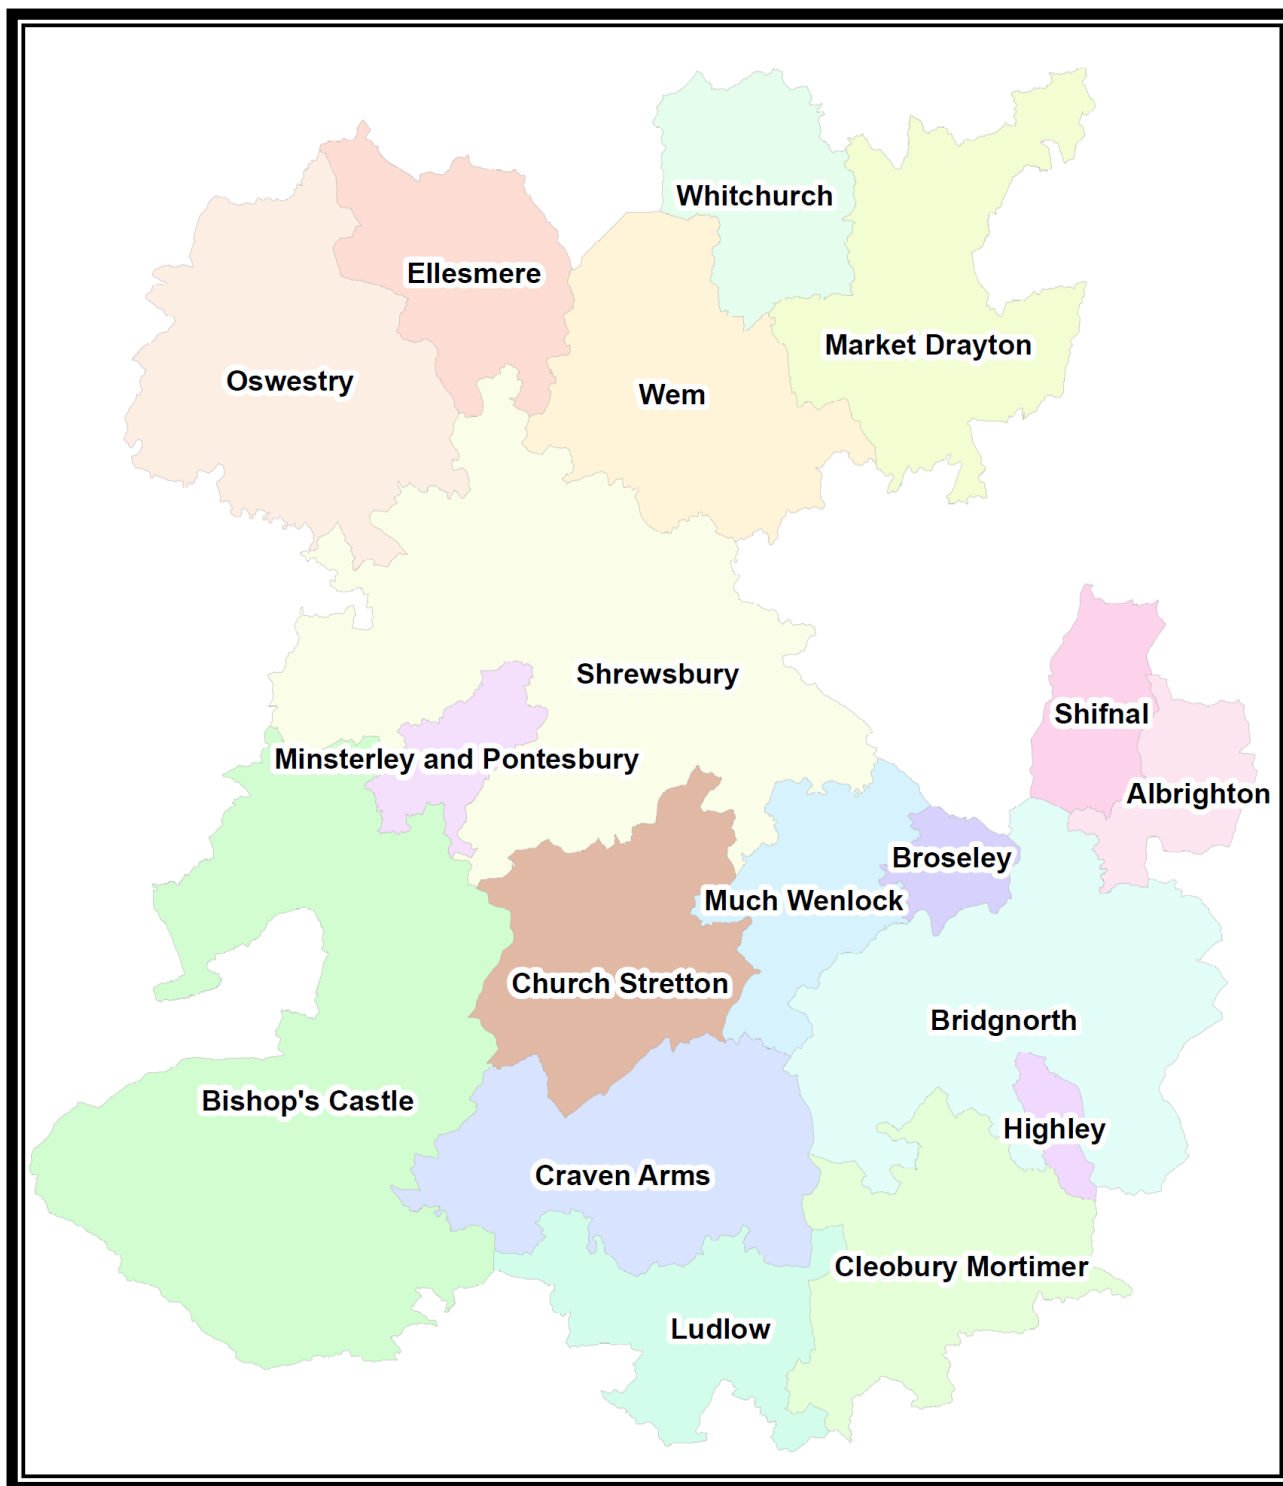 Whitchurch
Ellesmere
Market Drayton
Oswestry
Wem
Shrewsbury
Shifnal
Minsterley and Pontesbury
Albrighton
Broseley
Much Wenlock
Church Stretton
Bridgnorth
Bishop's Castle
Highley
Craven Arms
Cleobury Mortimer
Ludlow